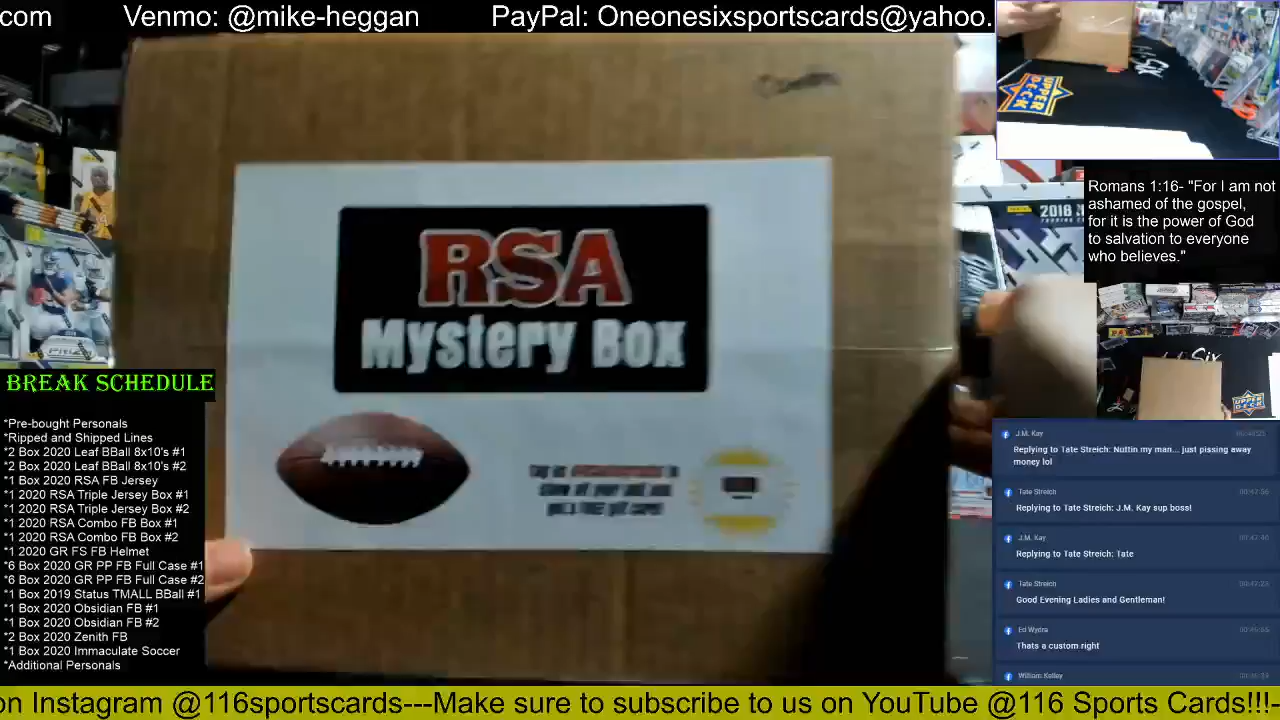 com Venmo: @mike-heggan PayPal: Oneonesixsportscards@yahoo.
RSA
Mystery Box
UPPER
DECK
2018
Romans 1:16- "For I am not
ashamed of the gospel,
for it is the power of God
to salvation to everyone
who believes."
BREAK SCHEDULE
*Pre-bought Personals
*Ripped and Shipped Lines
*2 Box 2020 Leaf BBall 8x10's #1
*2 Box 2020 Leaf BBall 8x10's #2
*1 Box 2020 RSA FB Jersey
*1 2020 RSA Triple Jersey Box #1
*1 2020 RSA Triple Jersey Box #2
*1 2020 RSA Combo FB Box #1
*1 2020 RSA Combo FB Box #2
*1 2020 GR FS FB Helmet
*6 Box 2020 GR PP FB Full Case #1
*6 Box 2020 GR PP FB Full Case #2
*1 Box 2019 Status TMALL BBall #1
*1 Box 2020 Obsidian FB #1
*1 Box 2020 Obsidian FB #2
*2 Box 2020 Zenith FB
*1 Box 2020 Immaculate Soccer
*Additional Personals
UPPER
DECK
J.M. Kay
Replying to Tate Streich: Nuttin my man... just pissing away
money lol
Tate Streich
Replying to Tate Streich: J.M. Kay sup boss!
J.M. Kay
Replying to Tate Streich: Tate
Tate Streich
Good Evening Ladies and Gentleman!
Ed Wydra
Thats a custom right
William Kelley
on Instagram @116sportscards---Make sure to subscribe to us on YouTube @116 Sports Cards!!!-